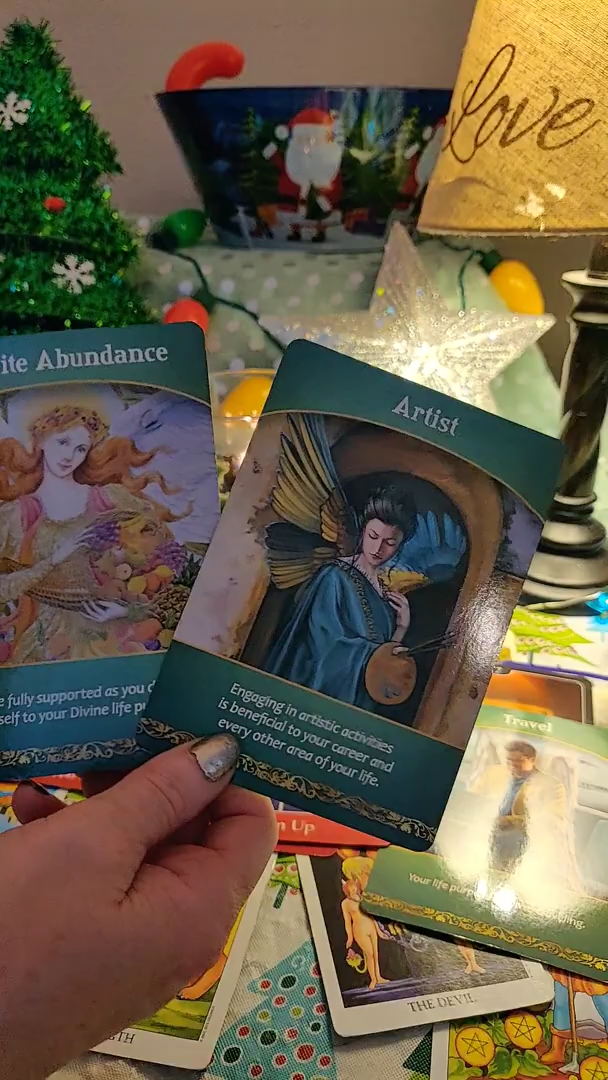 love
ite Abundance
e fully supported as you
self to your Divine life
Artist
Engaging in artistic activities
is beneficial to your career and
every other area of your life.
Travel
Your life
n Up
THE DEVIL
TH